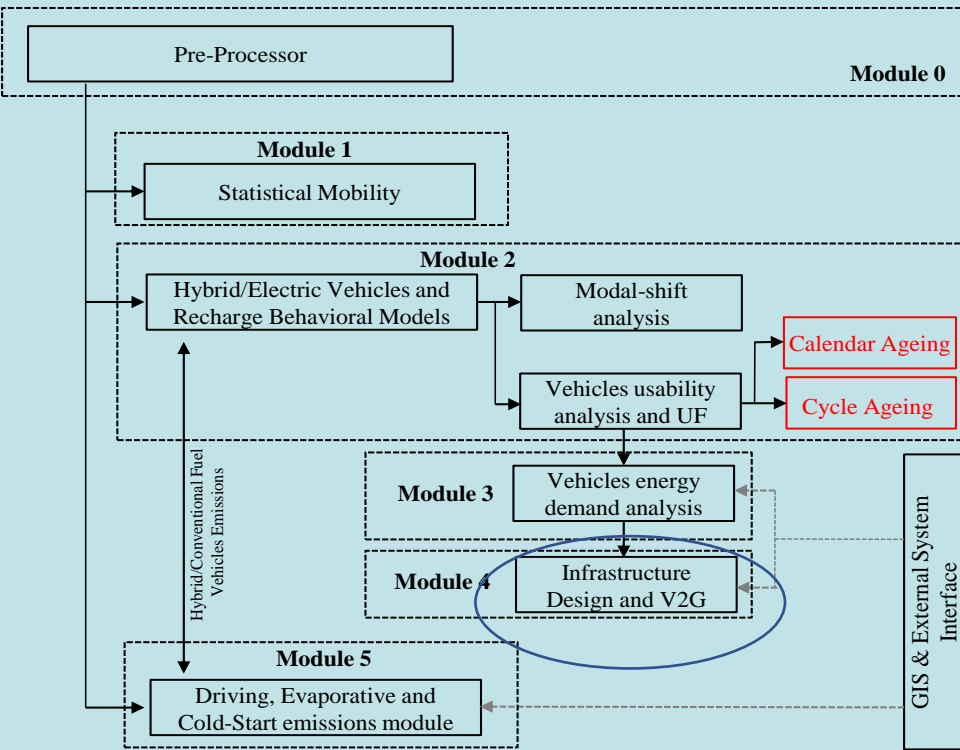 Pre-Processor
Module 0
Module 1
Statistical Mobility
Module 2
Hybrid/Electric Vehicles and
Recharge Behavioral Models
Modal-shift
analysis
Calendar Ageing
Vehicles usability
analysis and UF
Cycle Ageing
Hybrid/Conventional Fuel
Vehicles Emissions
Module 3
Vehicles energy
demand analysis
Module 4
Infrastructure
Design and V2G
GIS & External System
Interface
Module 5
Driving, Evaporative and
Cold-Start emissions module